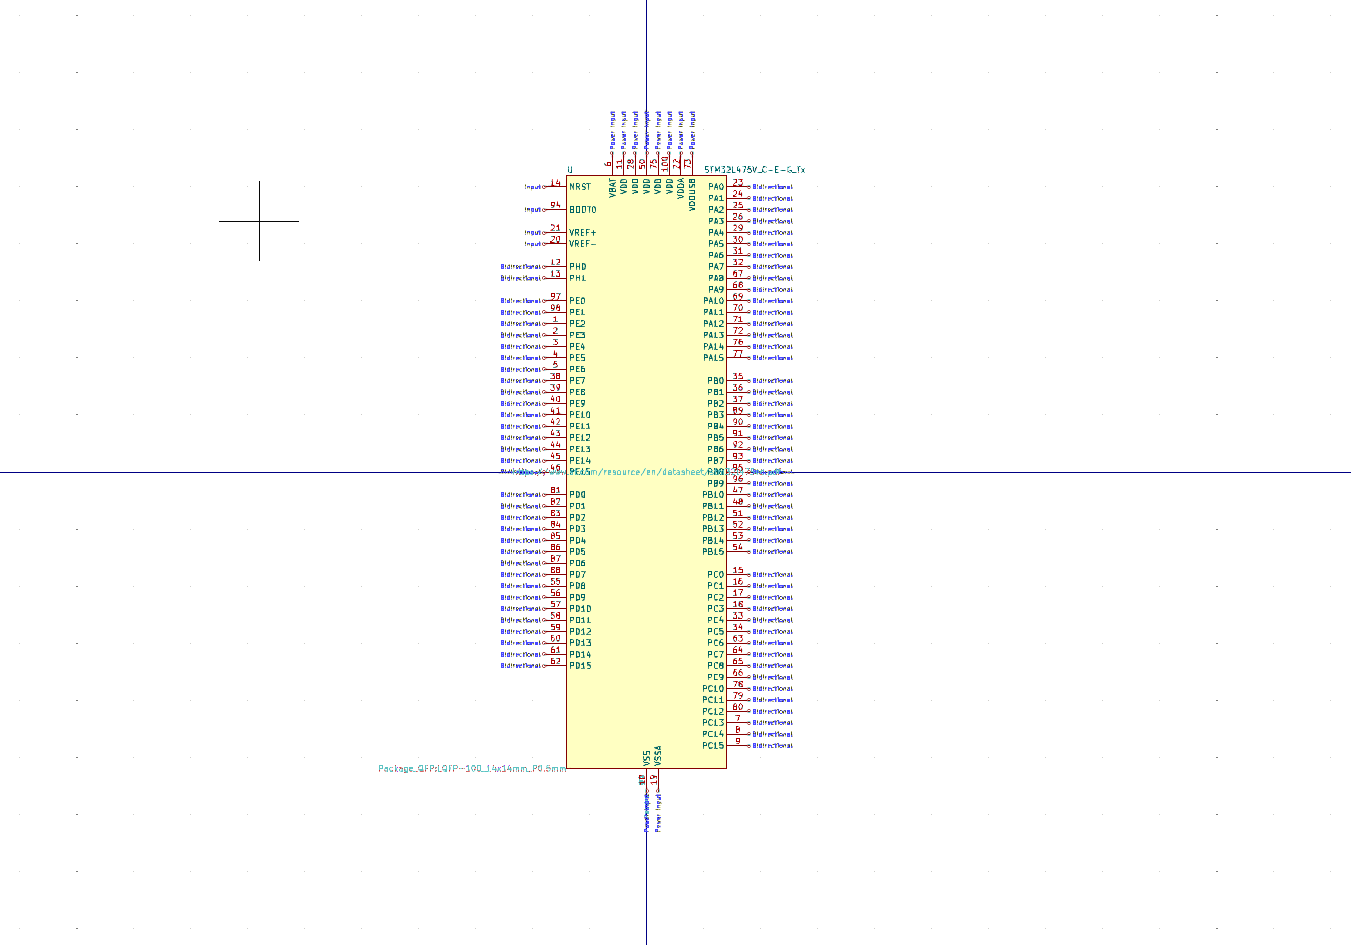 Power Input Power Input Power Input Power Input Power Input Power Input Power Input Power Input
6 11 28 50 75 100 22 73
VBAT VDD VDD VDD VDD VDD VDDA VDDUSB
U STM32L476V_C-E-G_Tx
Input 14 NRST PA0 23 Bidirectional
PA1 24 Bidirectional
Input 94 BOOT0 PA2 25 Bidirectional
PA3 26 Bidirectional
Input 21 VREF+ PA4 29 Bidirectional
Input 20 VREF- PA5 30 Bidirectional
PA6 31 Bidirectional
Bidirectional 12 PH0 PA7 32 Bidirectional
Bidirectional 13 PH1 PA8 67 Bidirectional
PA9 68 Bidirectional
Bidirectional 97 PE0 PA10 69 Bidirectional
Bidirectional 98 PE1 PA11 70 Bidirectional
Bidirectional 1 PE2 PA12 71 Bidirectional
Bidirectional 2 PE3 PA13 72 Bidirectional
Bidirectional 3 PE4 PA14 76 Bidirectional
Bidirectional 4 PE5 PA15 77 Bidirectional
Bidirectional 5 PE6
Bidirectional 38 PE7 PB0 35 Bidirectional
Bidirectional 39 PE8 PB1 36 Bidirectional
Bidirectional 40 PE9 PB2 37 Bidirectional
Bidirectional 41 PE10 PB3 89 Bidirectional
Bidirectional 42 PE11 PB4 90 Bidirectional
Bidirectional 43 PE12 PB5 91 Bidirectional
Bidirectional 44 PE13 PB6 92 Bidirectional
Bidirectional 45 PE14 PB7 93 Bidirectional
46 PE15 /resource/en/datasheet/ PB8 95
PB9 96 Bidirectional
Bidirectional 81 PD0 PB10 47 Bidirectional
Bidirectional 82 PD1 PB11 48 Bidirectional
Bidirectional 83 PD2 PB12 51 Bidirectional
Bidirectional 84 PD3 PB13 52 Bidirectional
Bidirectional 85 PD4 PB14 53 Bidirectional
Bidirectional 86 PD5 PB15 54 Bidirectional
Bidirectional 87 PD6
Bidirectional 88 PD7 PC0 15 Bidirectional
Bidirectional 55 PD8 PC1 16 Bidirectional
Bidirectional 56 PD9 PC2 17 Bidirectional
Bidirectional 57 PD10 PC3 18 Bidirectional
Bidirectional 58 PD11 PC4 33 Bidirectional
Bidirectional 59 PD12 PC5 34 Bidirectional
Bidirectional 60 PD13 PC6 63 Bidirectional
Bidirectional 61 PD14 PC7 64 Bidirectional
Bidirectional 62 PD15 PC8 65 Bidirectional
PC9 66 Bidirectional
PC10 78 Bidirectional
PC11 79 Bidirectional
PC12 80 Bidirectional
PC13 7 Bidirectional
PC14 8 Bidirectional
PC15 9 Bidirectional
VSS VSSA
Package_QFP:LQFP-100_14x14mm_P0.5mm
19
Power Input